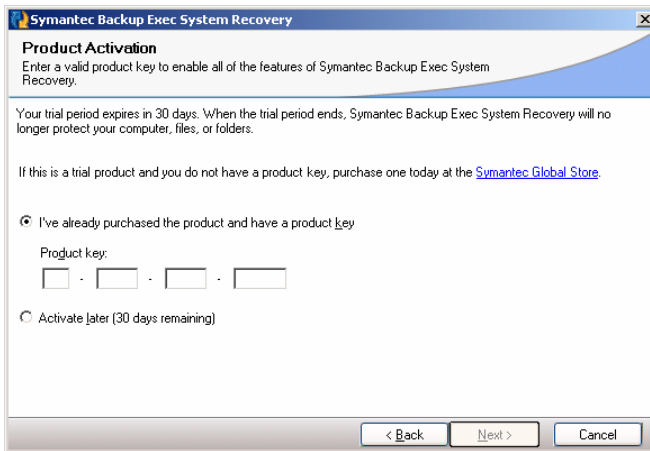 Symantec Backup Exec System Recovery
Product Activation
Enter a valid product key to enable all of the features of Symantec Backup Exec System
Recovery.
Your trial period expires in 30 days. When the trial period ends, Symantec Backup Exec System Recovery will no
longer protect your computer, files, or folders.
If this is a trial product and you do not have a product key, purchase one today at the Symantec Global Store.
I've already purchased the product and have a product key
Product key:
- - -
Activate later (30 days remaining)
< Back Next > Cancel